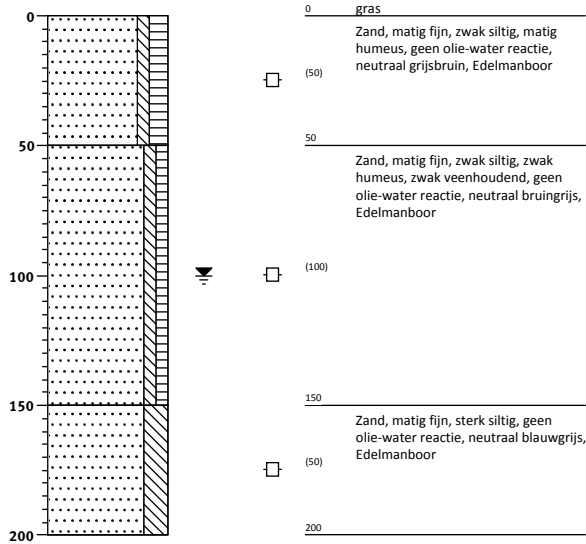 0
50
100
150
200
0
gras
Zand, matig fijn, zwak siltig, matig
humeus, geen olie-water reactie,
neutraal grijsbruin, Edelmanboor
(50)
50
Zand, matig fijn, zwak siltig, zwak
humeus, zwak veenhoudend, geen
olie-water reactie, neutraal bruingrijs,
Edelmanboor
(100)
150
Zand, matig fijn, sterk siltig, geen
olie-water reactie, neutraal blauwgrijs,
Edelmanboor
(50)
200